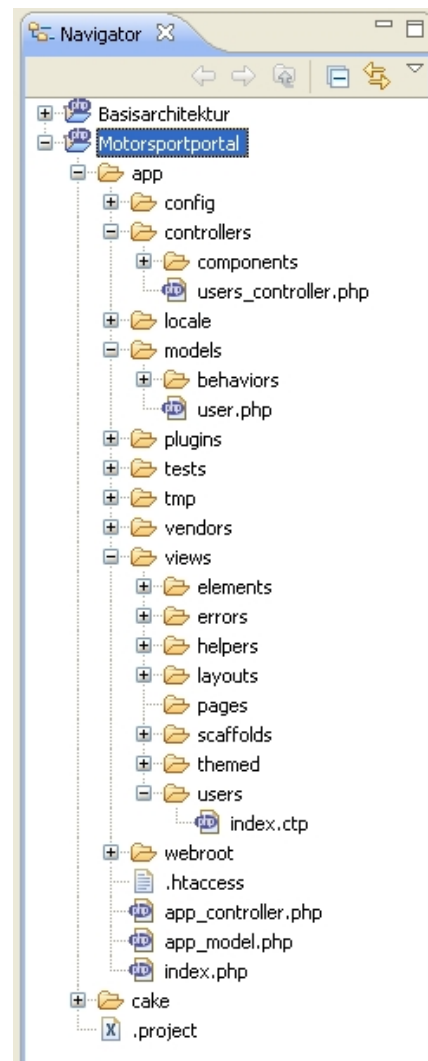 Navigator
Basisarchitektur
Motorsportportal
app
config
controllers
components
users_controller.php
locale
models
behaviors
user.php
plugins
tests
tmp
vendors
views
elements
errors
helpers
layouts
pages
scaffolds
themed
users
index.ctp
webroot
.htaccess
app_controller.php
app_model.php
index.php
cake
.project